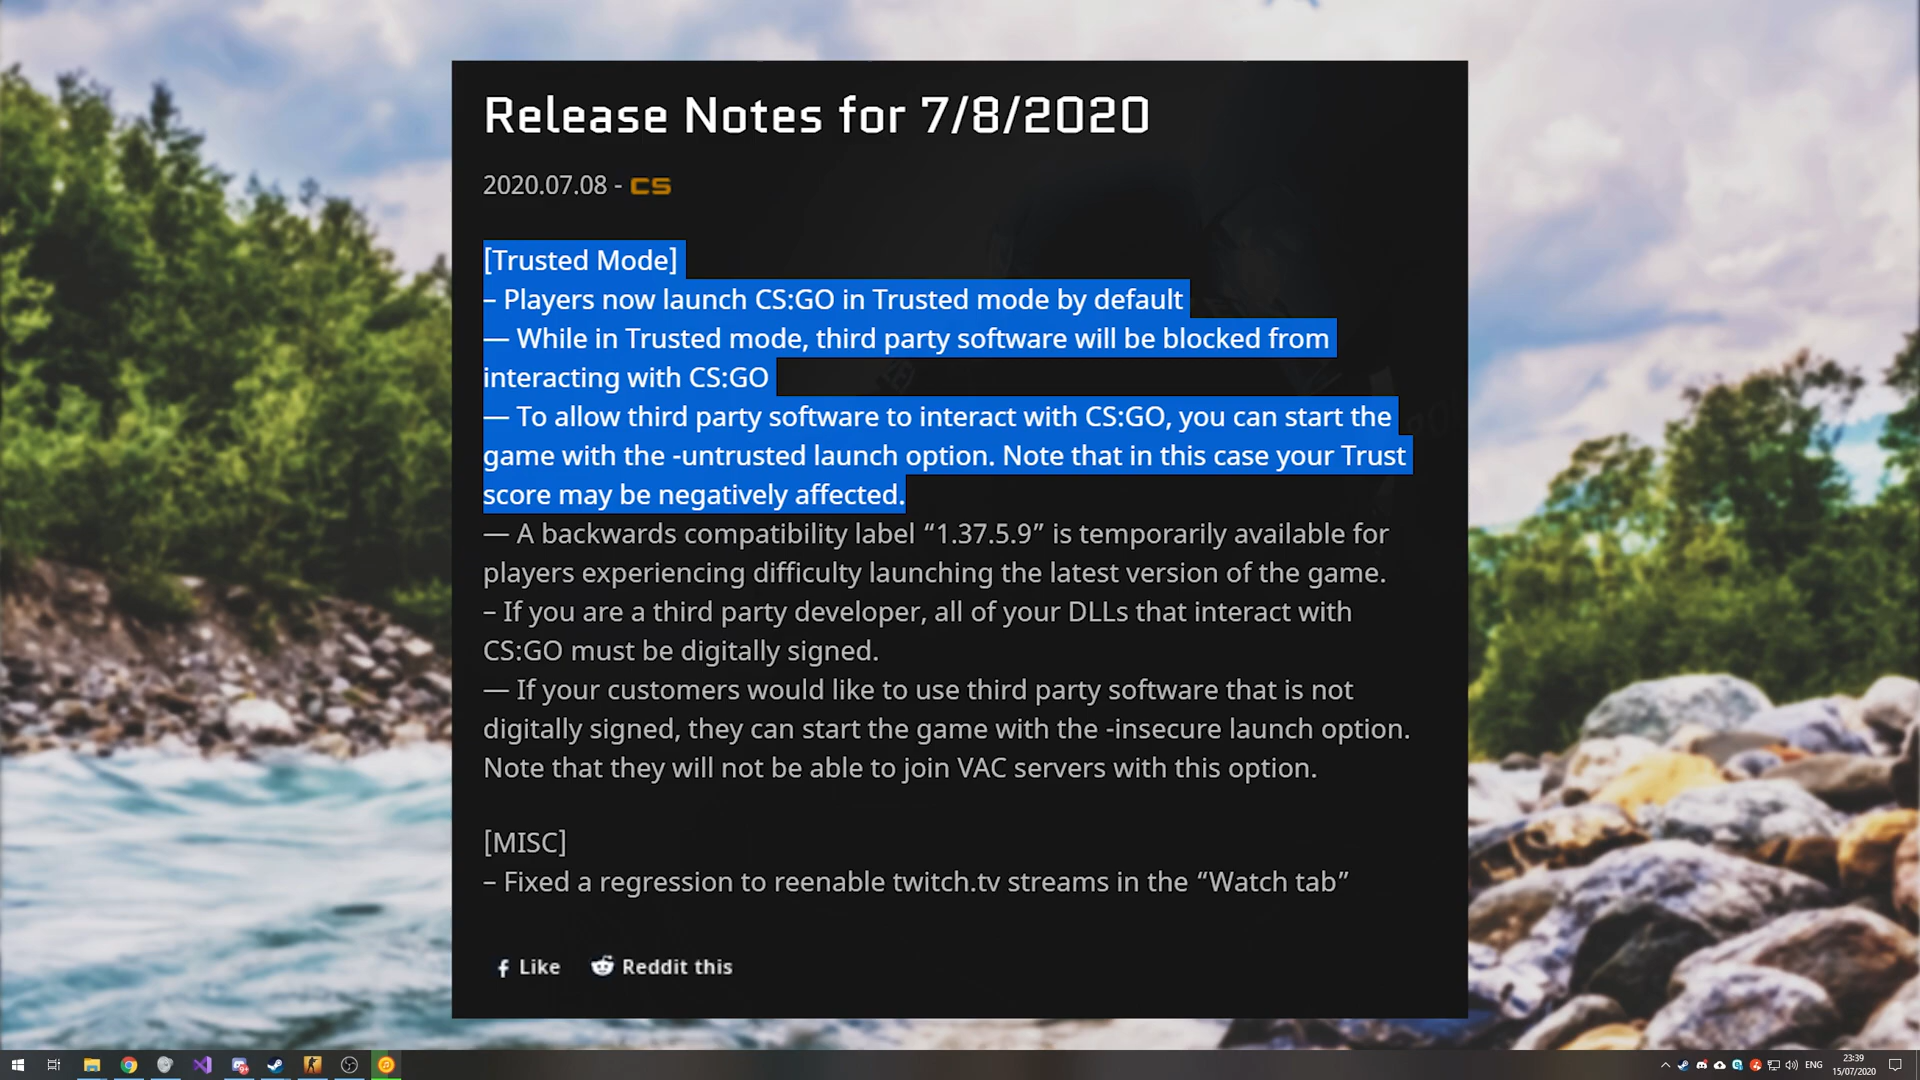 Release Notes for 7/8/2020
2020.07.08 - CS
[Trusted Mode]
– Players now launch CS:GO in Trusted mode by default
— While in Trusted mode, third party software will be blocked from
interacting with CS:GO
— To allow third party software to interact with CS:GO, you can start the
game with the -untrusted launch option. Note that in this case your Trust
score may be negatively affected.
— A backwards compatibility label “1.37.5.9” is temporarily available for
players experiencing difficulty launching the latest version of the game.
– If you are a third party developer, all of your DLLs that interact with
CS:GO must be digitally signed.
— If your customers would like to use third party software that is not
digitally signed, they can start the game with the -insecure launch option.
Note that they will not be able to join VAC servers with this option.
[MISC]
– Fixed a regression to reenable twitch.tv streams in the “Watch tab”
Like Reddit this
ENG
23:39
15/07/2020